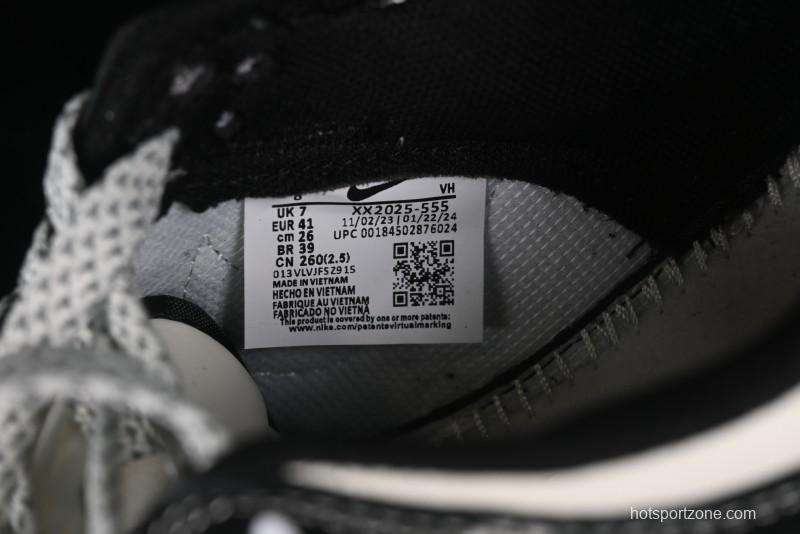 VH
UK 7 XX2025-555
EUR 41 11/02/23 | 01/22/24
cm 26 UPC 00184502876024
BR 39
CN 260(2.5)
013VLVJFSZ915
MADE IN VIETNAM
HECHO EN VIETNAM
FABRIQUE AU VIETNAM
FABRICADO NO VIETNÃ
This product is covered by one or more patents:
www.nike.com/patentsvirtualmarking
hotsportzone.com